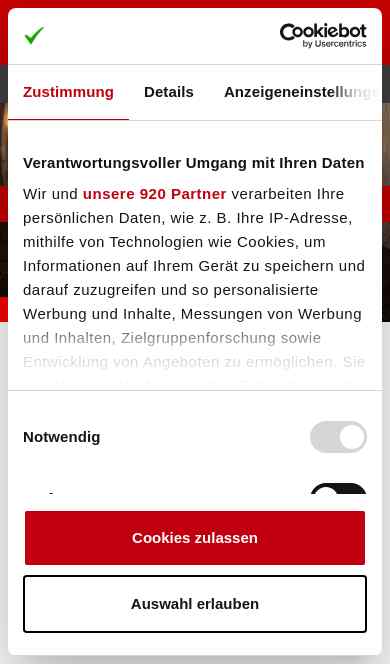 Cookiebot
by Usercentrics
Zustimmung Details Anzeigeneinstellunge
Verantwortungsvoller Umgang mit Ihren Daten
Wir und unsere 920 Partner verarbeiten Ihre
persönlichen Daten, wie z. B. Ihre IP-Adresse,
mithilfe von Technologien wie Cookies, um
Informationen auf Ihrem Gerät zu speichern und
darauf zuzugreifen und so personalisierte
Werbung und Inhalte, Messungen von Werbung
und Inhalten, Zielgruppenforschung sowie
Entwicklung von Angeboten zu ermöglichen. Sie
Notwendig
Cookies zulassen
Auswahl erlauben